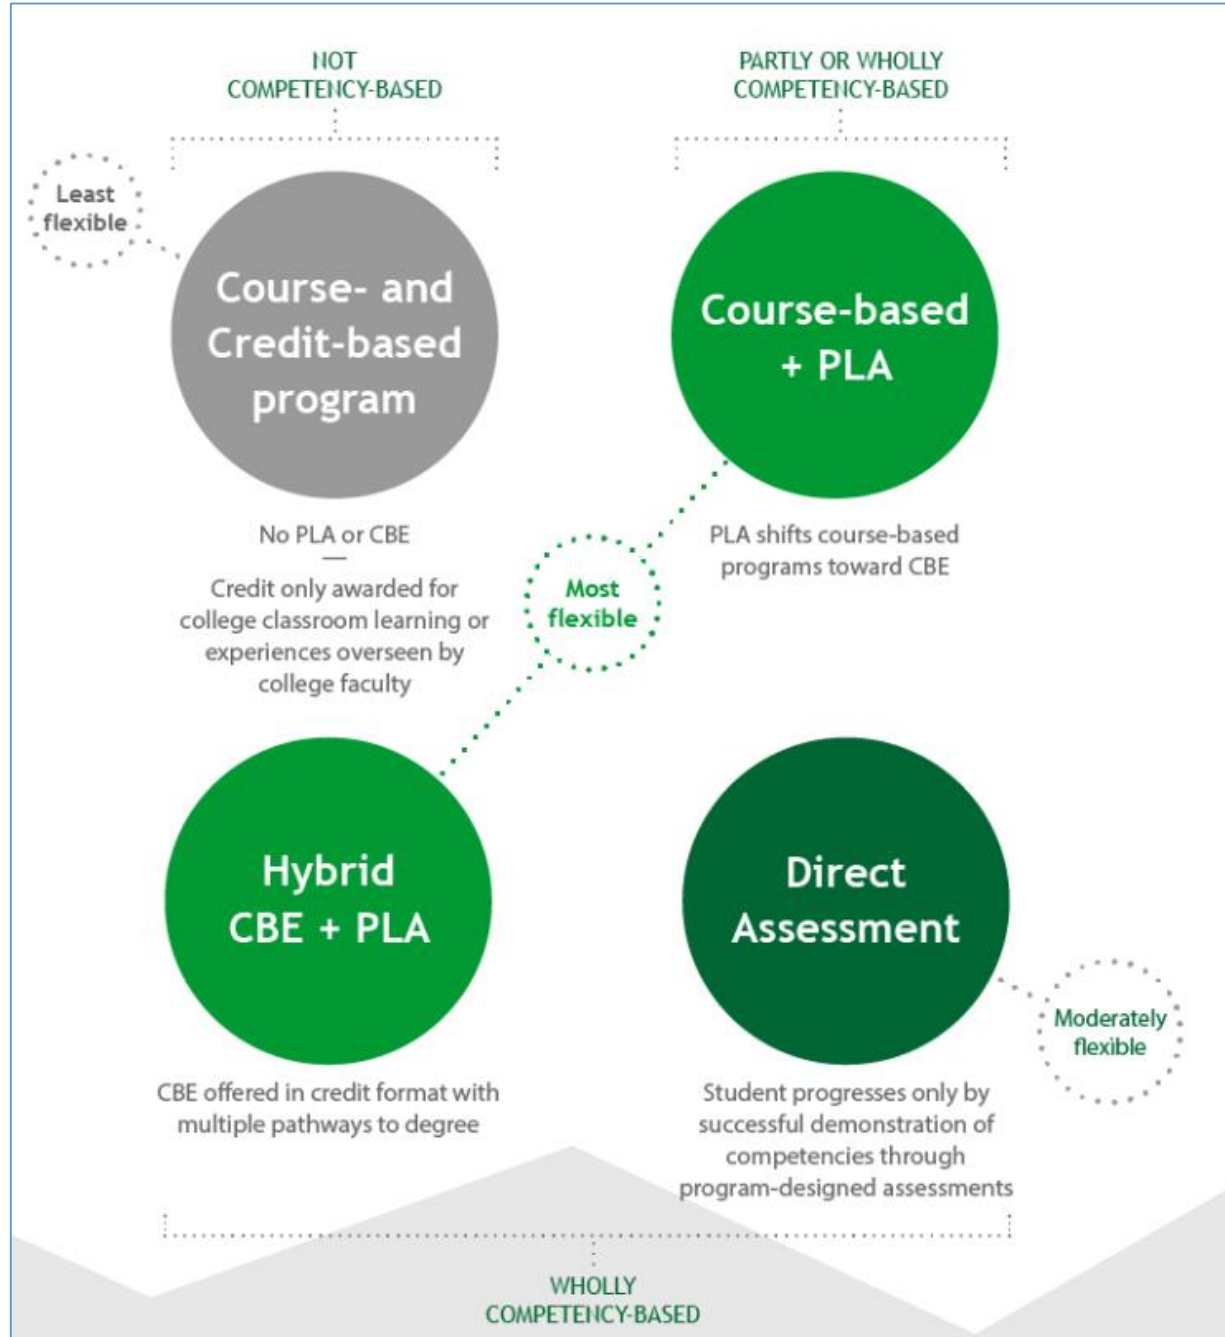 NOT
COMPETENCY-BASED
PARTLY OR WHOLLY
COMPETENCY-BASED
Least
flexible
Course- and
Credit-based
program
Course-based
+ PLA
No PLA or CBE
Credit only awarded for
college classroom learning or
experiences overseen by
college faculty
PLA shifts course-based
programs toward CBE
Most
flexible
Hybrid
CBE + PLA
Direct
Assessment
Moderately
flexible
CBE offered in credit format with
multiple pathways to degree
Student progresses only by
successful demonstration of
competencies through
program-designed assessments
WHOLLY
COMPETENCY-BASED